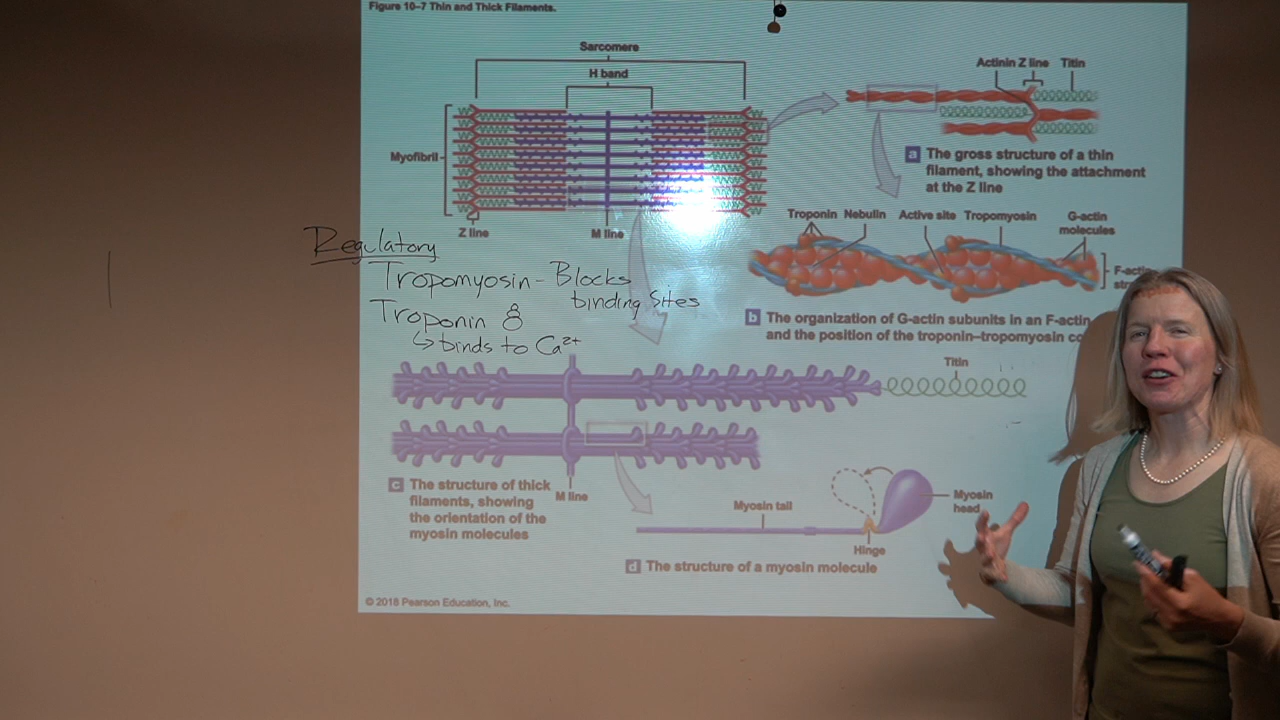 Figure 10–7 Thin and Thick Filaments.
Sarcomere
H band
Myofibril
Z line
M line
Actinin Z line Titin
a The gross structure of a thin
filament, showing the attachment
at the Z line
Troponin Nebulin Active site Tropomyosin G-actin
molecules
F-actin
b The organization of G-actin subunits in an F-actin
and the position of the troponin–tropomyosin co
Regulatory
Tropomyosin - Blocks
binding sites
Troponin 8
↳ binds to Ca²⁺
Titin
c The structure of thick
filaments, showing
the orientation of the
myosin molecules
M line
Myosin tail
Myosin
head
Hinge
d The structure of a myosin molecule
© 2018 Pearson Education, Inc.